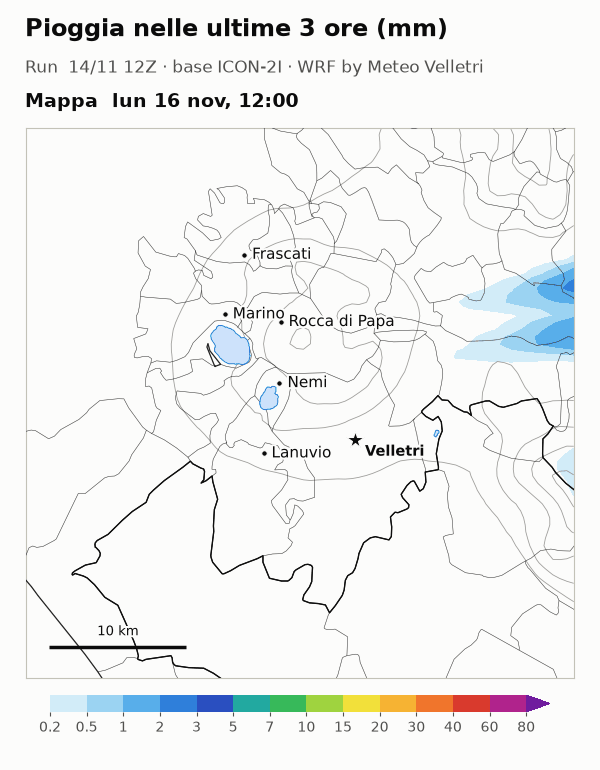 Pioggia nelle ultime 3 ore (mm)
Run 14/11 12Z · base ICON-2I · WRF by Meteo Velletri
Mappa lun 16 nov, 12:00
Frascati
Marino
Rocca di Papa
Nemi
Velletri
Lanuvio
10 km
0.2 0.5 1 2 3 5 7 10 15 20 30 40 60 80